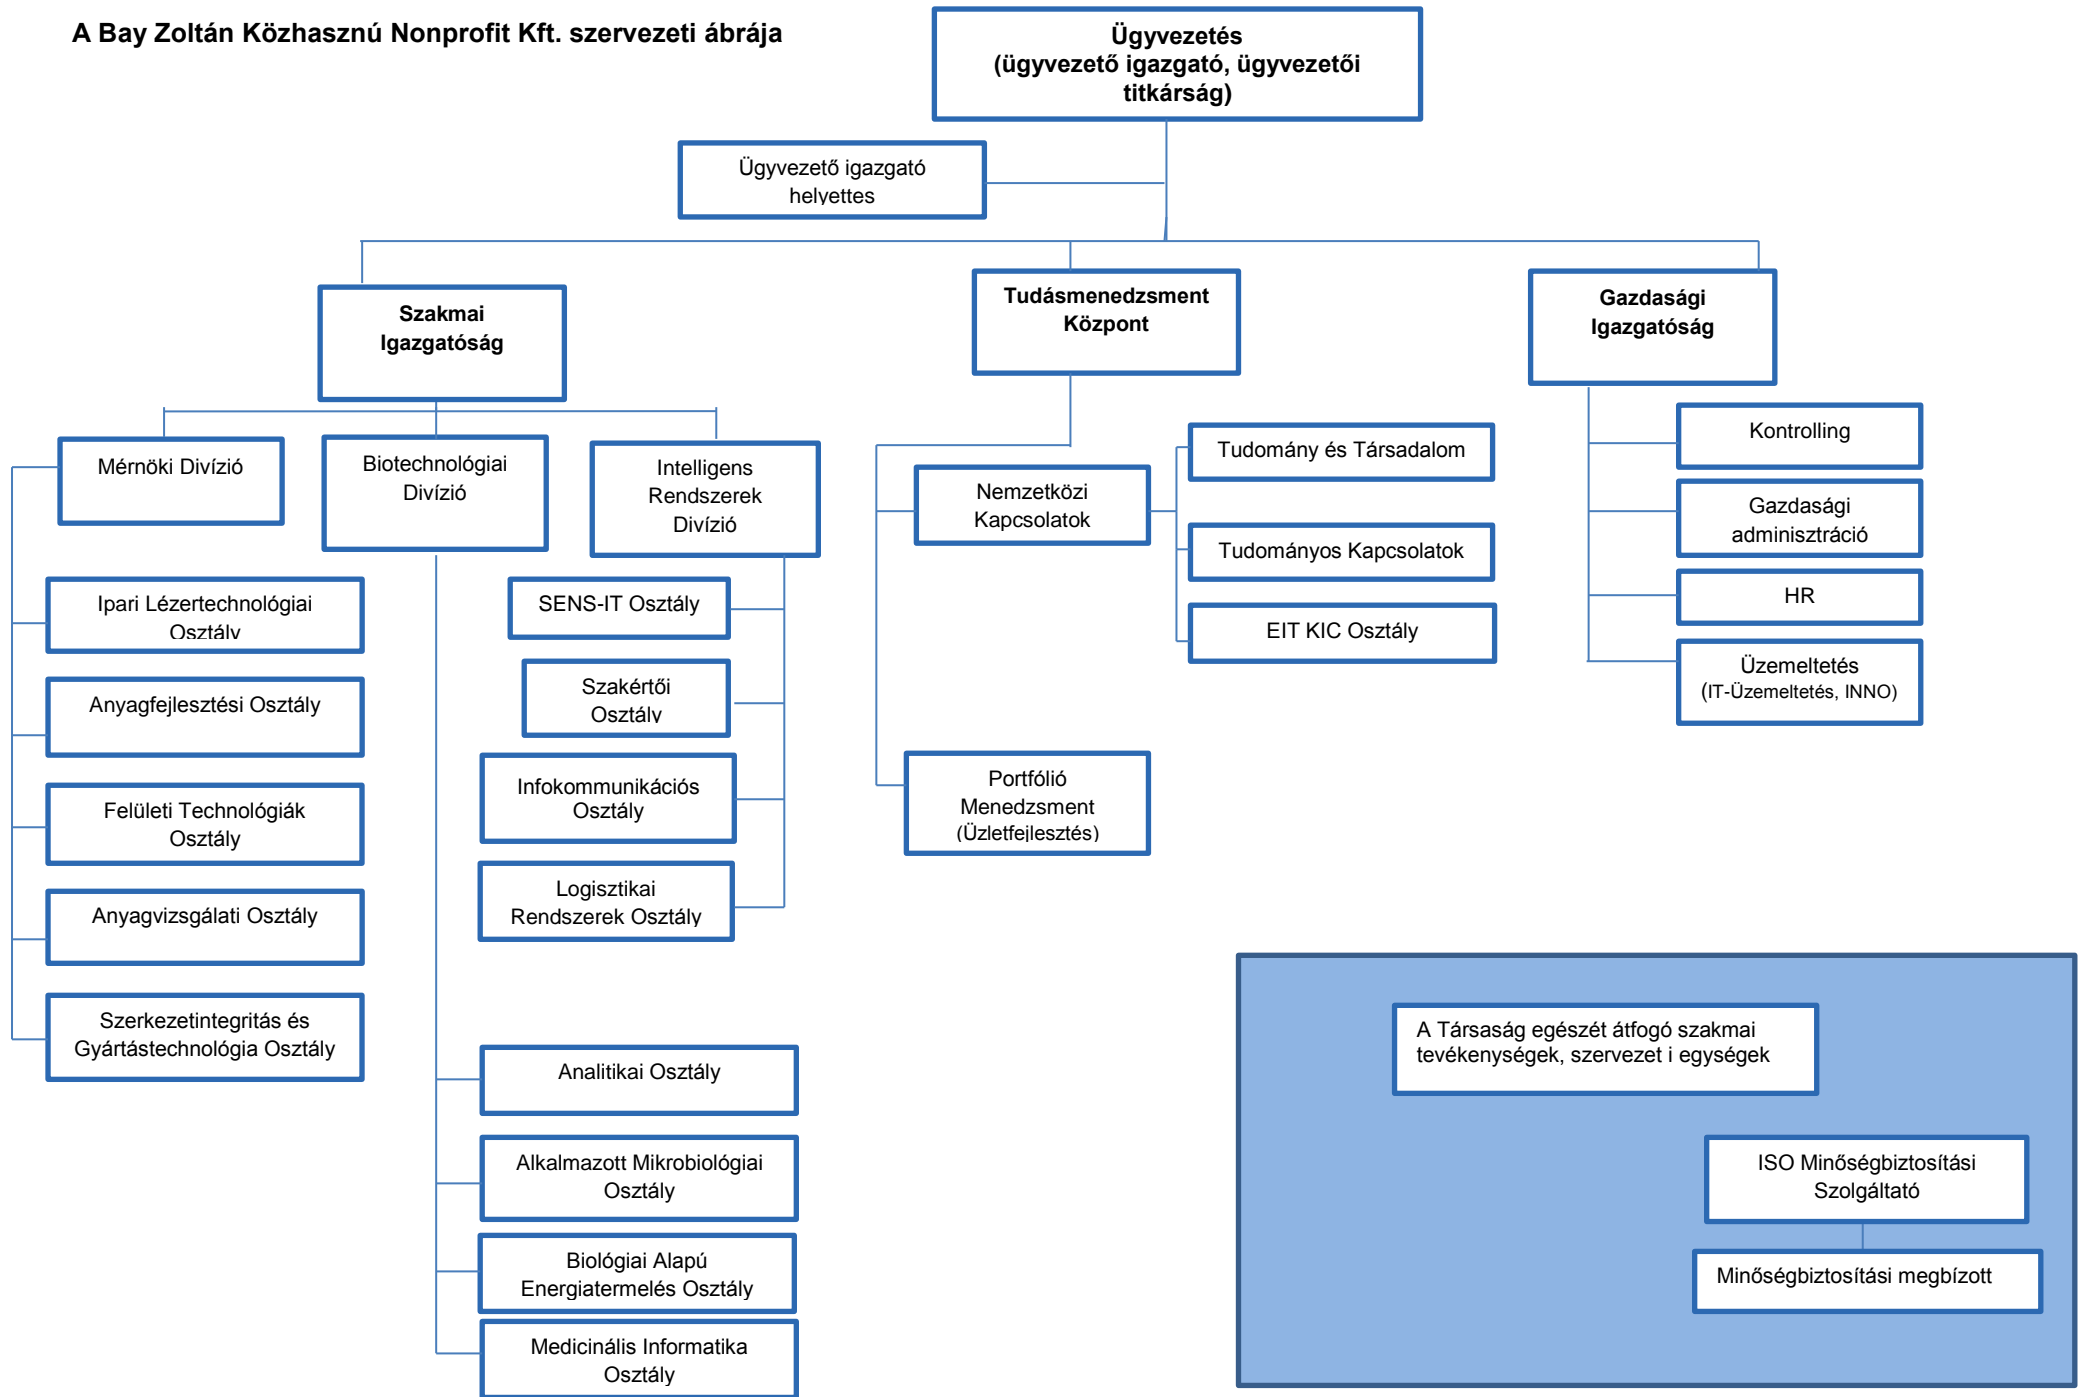 A Bay Zoltán Közhasznú Nonprofit Kft. szervezeti ábrája
Ügyvezetés
(ügyvezető igazgató, ügyvezetői
titkárság)
Ügyvezető igazgató
helyettes
Szakmai
Igazgatóság
Tudásmenedzsment
Központ
Gazdasági
Igazgatóság
Mérnöki Divízió
Biotechnológiai
Divízió
Intelligens
Rendszerek
Divízió
Ipari Lézertechnológiai
Osztály
Anyagfejlesztési Osztály
Felületi Technológiák
Osztály
Anyagvizsgálati Osztály
Szerkezetintegritás és
Gyártástechnológia Osztály
SENS-IT Osztály
Szakértői
Osztály
Infokommunikációs
Osztály
Logisztikai
Rendszerek Osztály
Analitikai Osztály
Alkalmazott Mikrobiológiai
Osztály
Biológiai Alapú
Energiatermelés Osztály
Medicinális Informatika
Osztály
Nemzetközi
Kapcsolatok
Tudomány és Társadalom
Tudományos Kapcsolatok
EIT KIC Osztály
Portfólió
Menedzsment
(Üzletfejlesztés)
Kontrolling
Gazdasági
adminisztráció
HR
Üzemeltetés
(IT-Üzemeltetés, INNO)
A Társaság egészét átfogó szakmai
tevékenységek, szervezet i egységek
ISO Minőségbiztosítási
Szolgáltató
Minőségbiztosítási megbízott